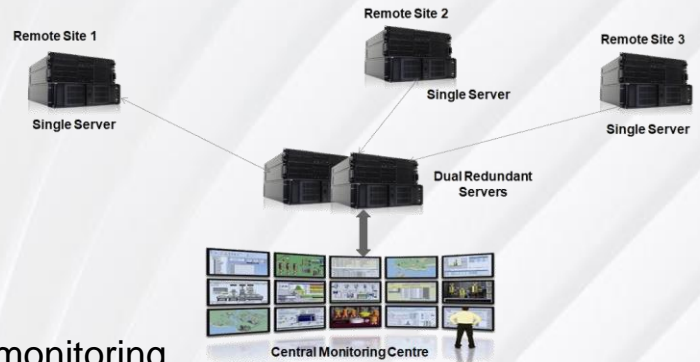 Remote Site 2
Remote Site 1
Remote Site 3
Single Server
Single Server
Single Server
Dual Redundant
Servers
monitoring
Central Monitoring Centre